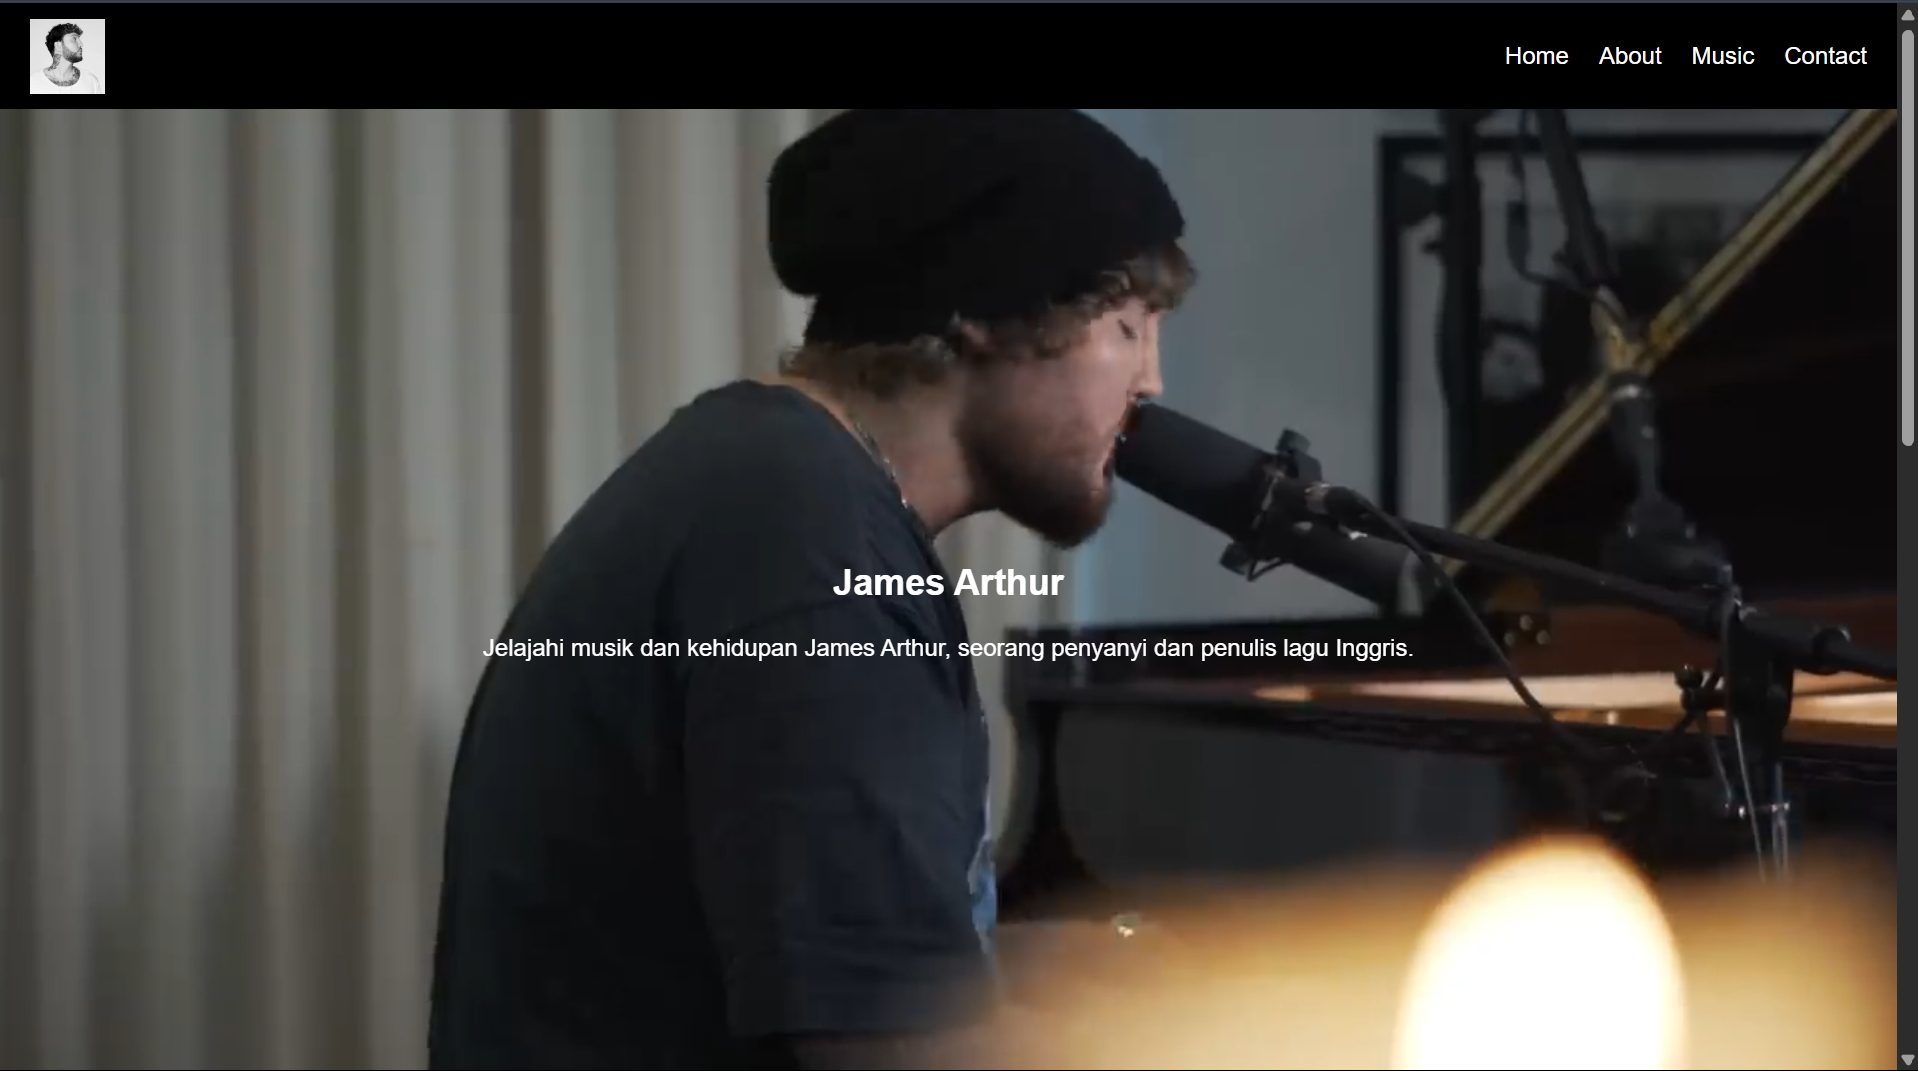 Home About Music Contact
James Arthur
Jelajahi musik dan kehidupan James Arthur, seorang penyanyi dan penulis lagu Inggris.